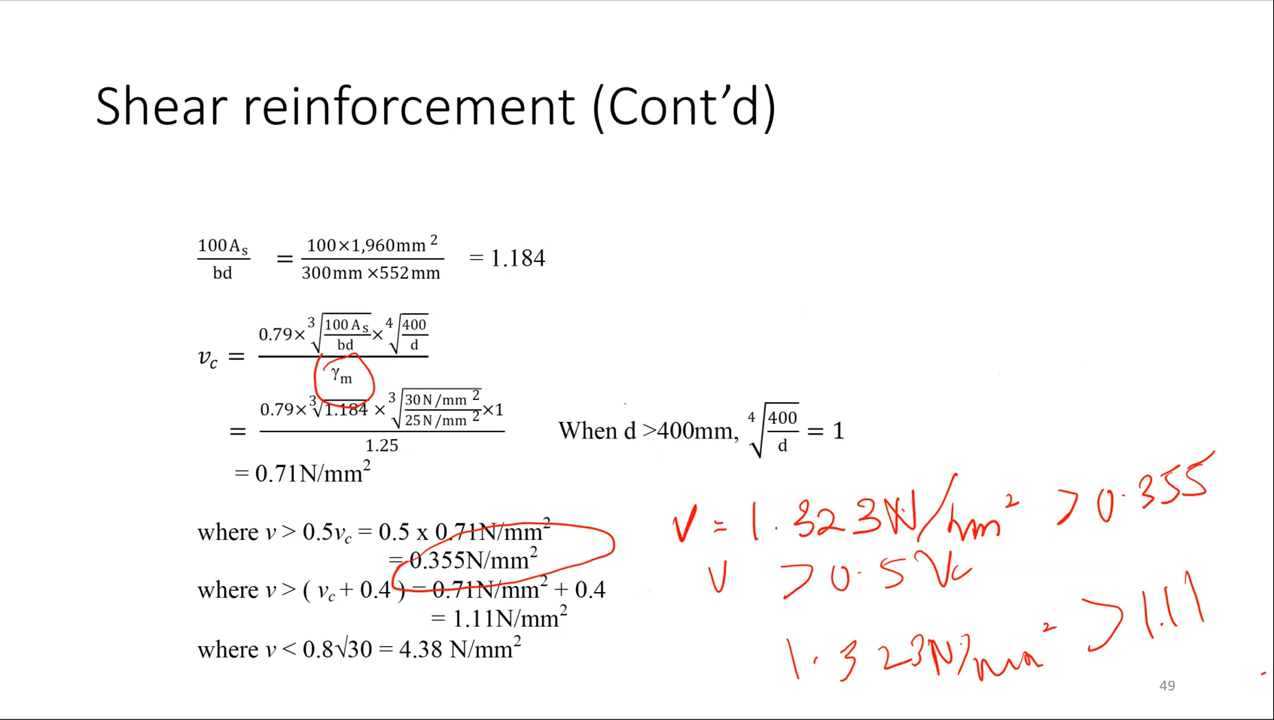 Shear reinforcement (Cont'd)
100 A_s / bd = 100×1,960mm² / 300mm ×552mm = 1.184
v_c = 0.79×∛(100 A_s / bd)×∜(400 / d) / γ_m
= 0.79×∛1.184 ×∛(30N/mm² / 25N/mm²)×1 / 1.25 When d >400mm, ∜(400 / d) = 1
= 0.71N/mm²
where v > 0.5v_c = 0.5 x 0.71N/mm²
= 0.355N/mm²
where v > ( v_c + 0.4 ) = 0.71N/mm² + 0.4
= 1.11N/mm²
where v < 0.8√30 = 4.38 N/mm²
V = 1.323N/mm² > 0.355
V > 0.5Vc
1.323N/mm² > 1.11
49